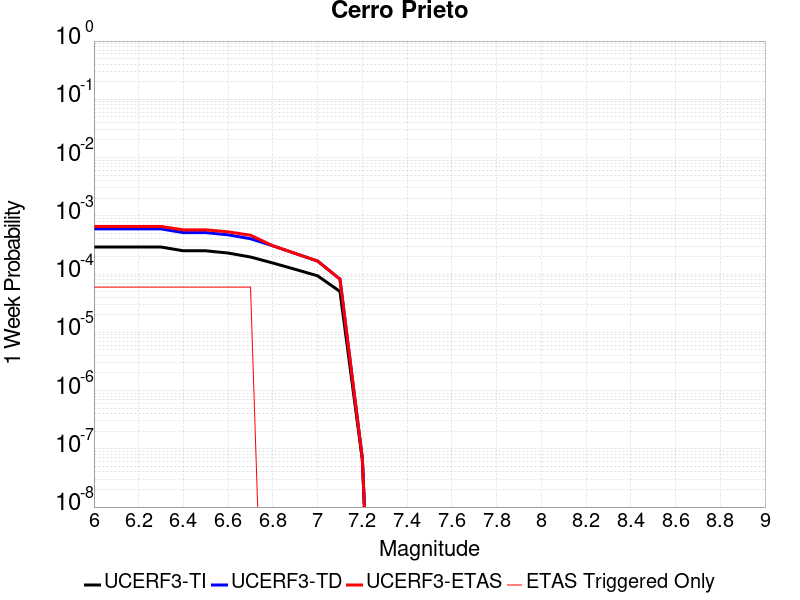 Cerro Prieto
10^0
10^-1
10^-2
10^-3
10^-4
10^-5
10^-6
10^-7
10^-8
1 Week Probability
6 6.2 6.4 6.6 6.8 7 7.2 7.4 7.6 7.8 8 8.2 8.4 8.6 8.8 9
Magnitude
UCERF3-TI UCERF3-TD UCERF3-ETAS ETAS Triggered Only